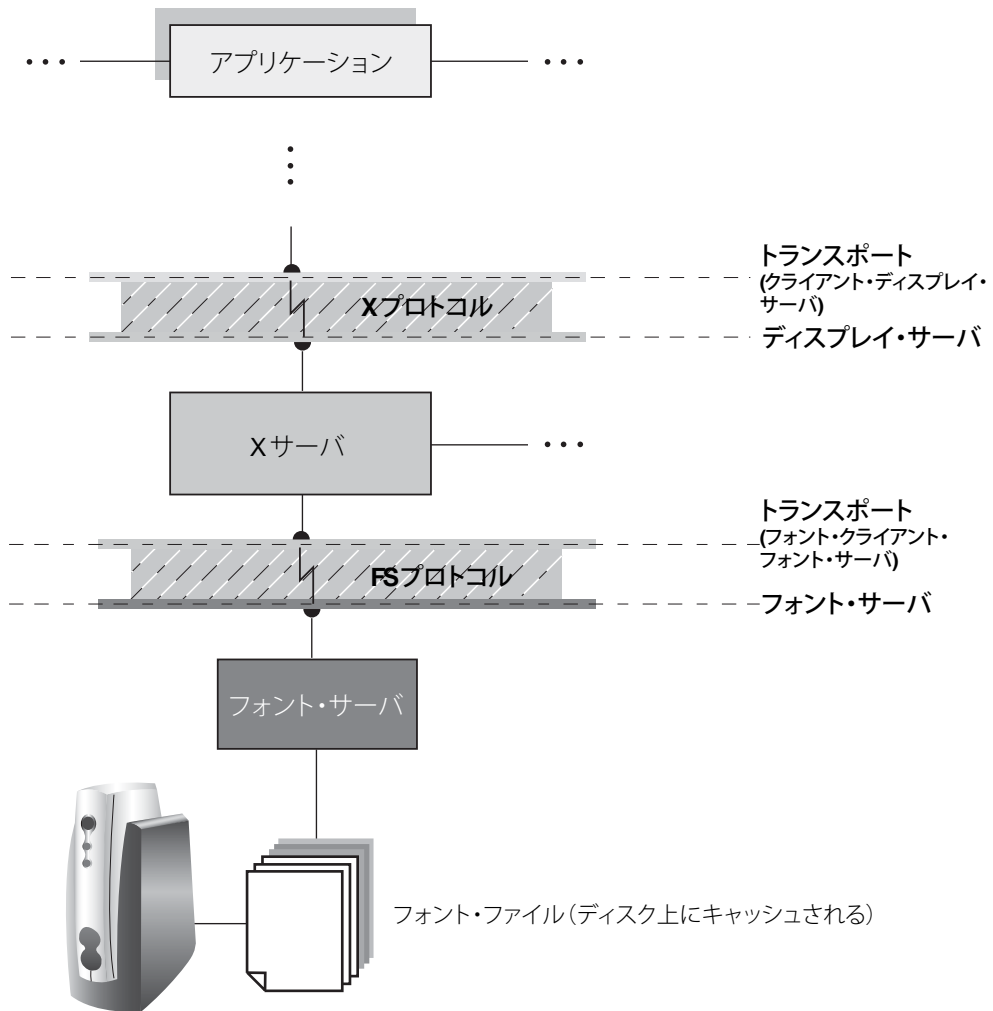 アプリケーション
トランスポート
(クライアント・ディスプレイ・
サーバ)
Xプロトコル
ディスプレイ・サーバ
Xサーバ
トランスポート
(フォント・クライアント・
フォント・サーバ)
FSプロトコル
フォント・サーバ
フォント・サーバ
フォント・ファイル(ディスク上にキャッシュされる)